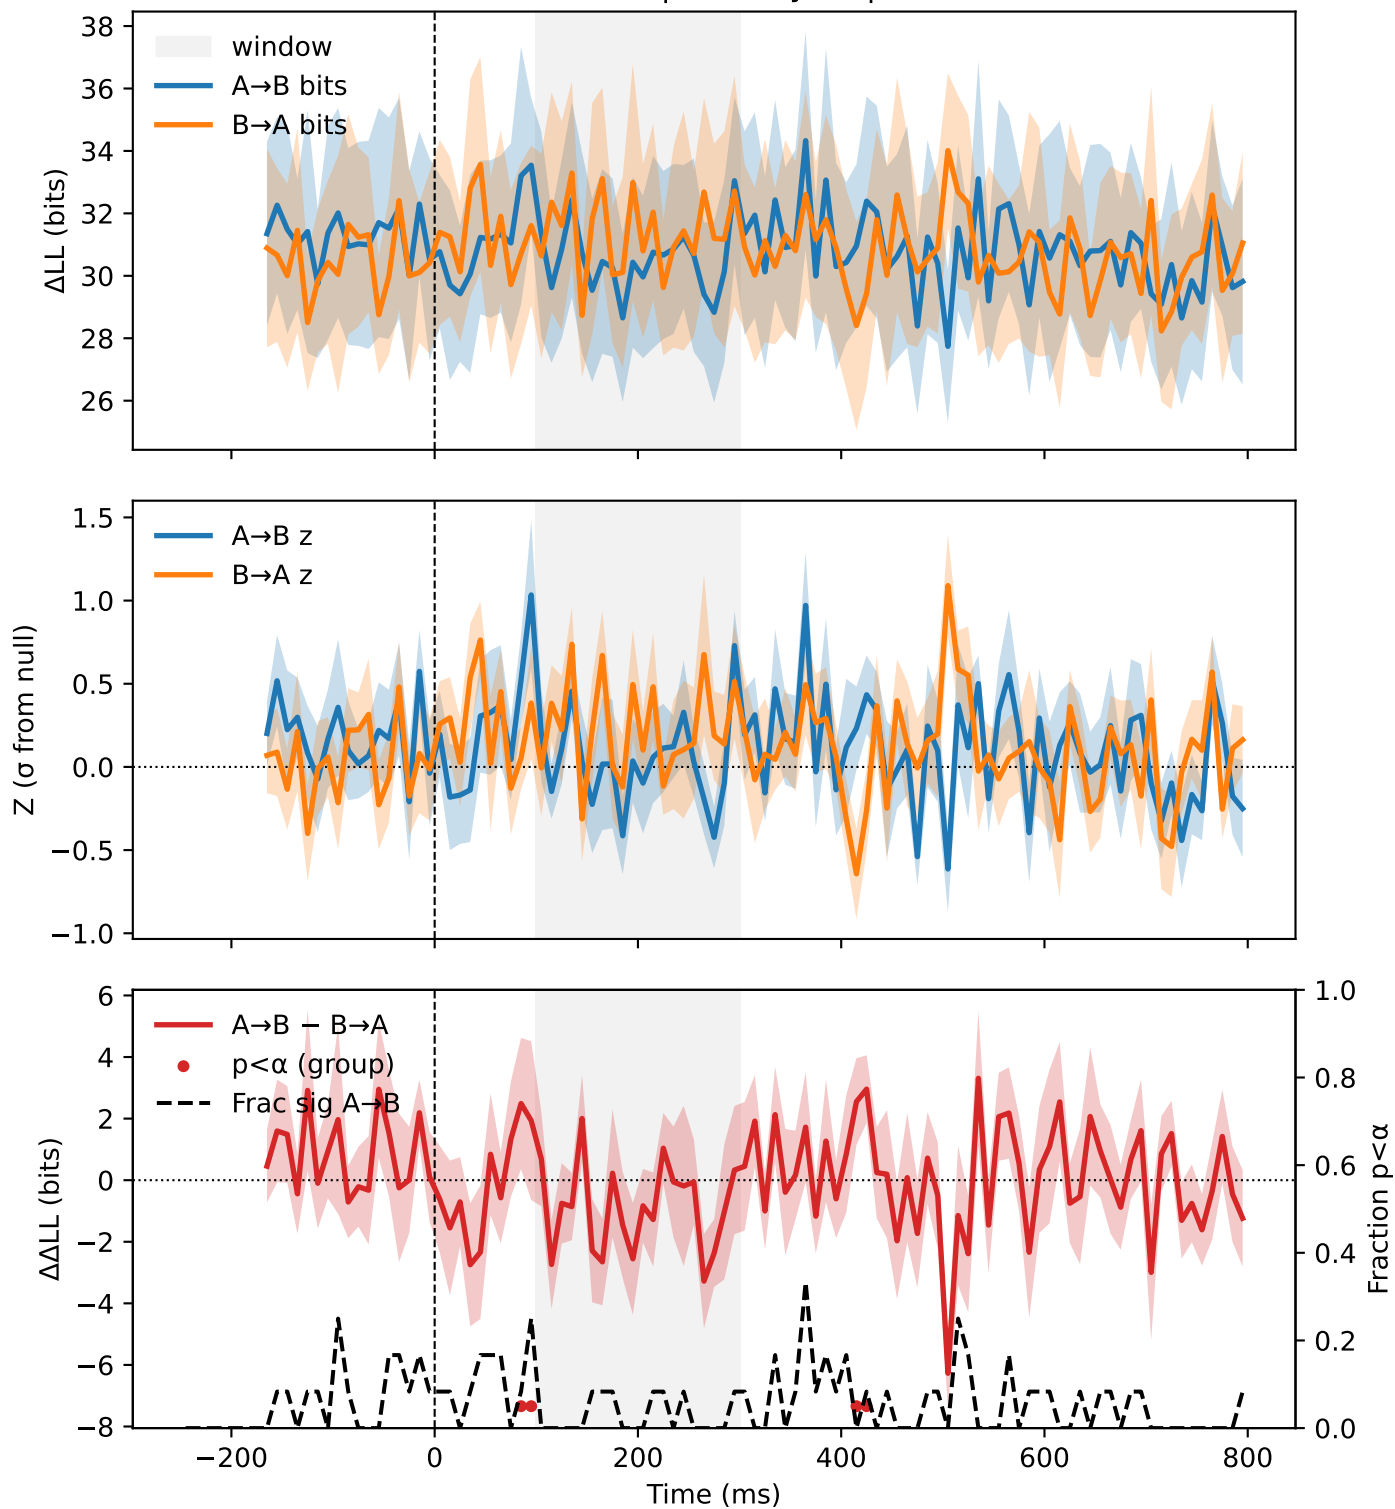 38
36
34
32
30
28
26
ΔLL (bits)
window
A→B bits
B→A bits
1.5
1.0
0.5
0.0
−0.5
−1.0
Z (σ from null)
A→B z
B→A z
6
4
2
0
−2
−4
−6
−8
ΔΔLL (bits)
A→B − B→A
p<α (group)
Frac sig A→B
1.0
0.8
0.6
0.4
0.2
0.0
Fraction p<α
−200
0
200
400
600
800
Time (ms)